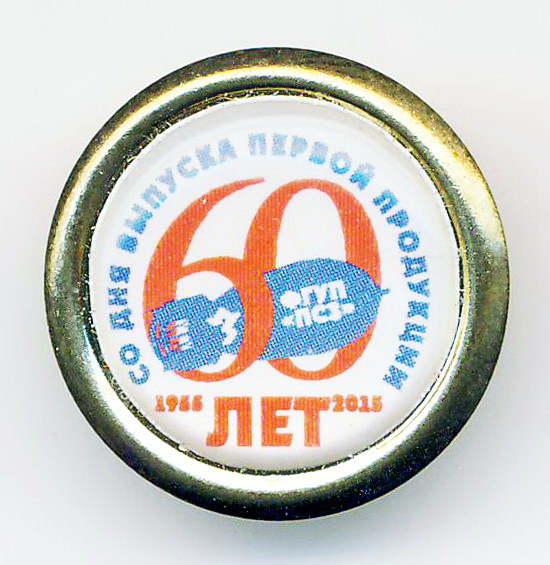 СО ДНЯ ВЫПУСКА ПЕРВОЙ ПРОДУКЦИИ
60
ФГУП
«ПСЗ»
1955 ЛЕТ 2015